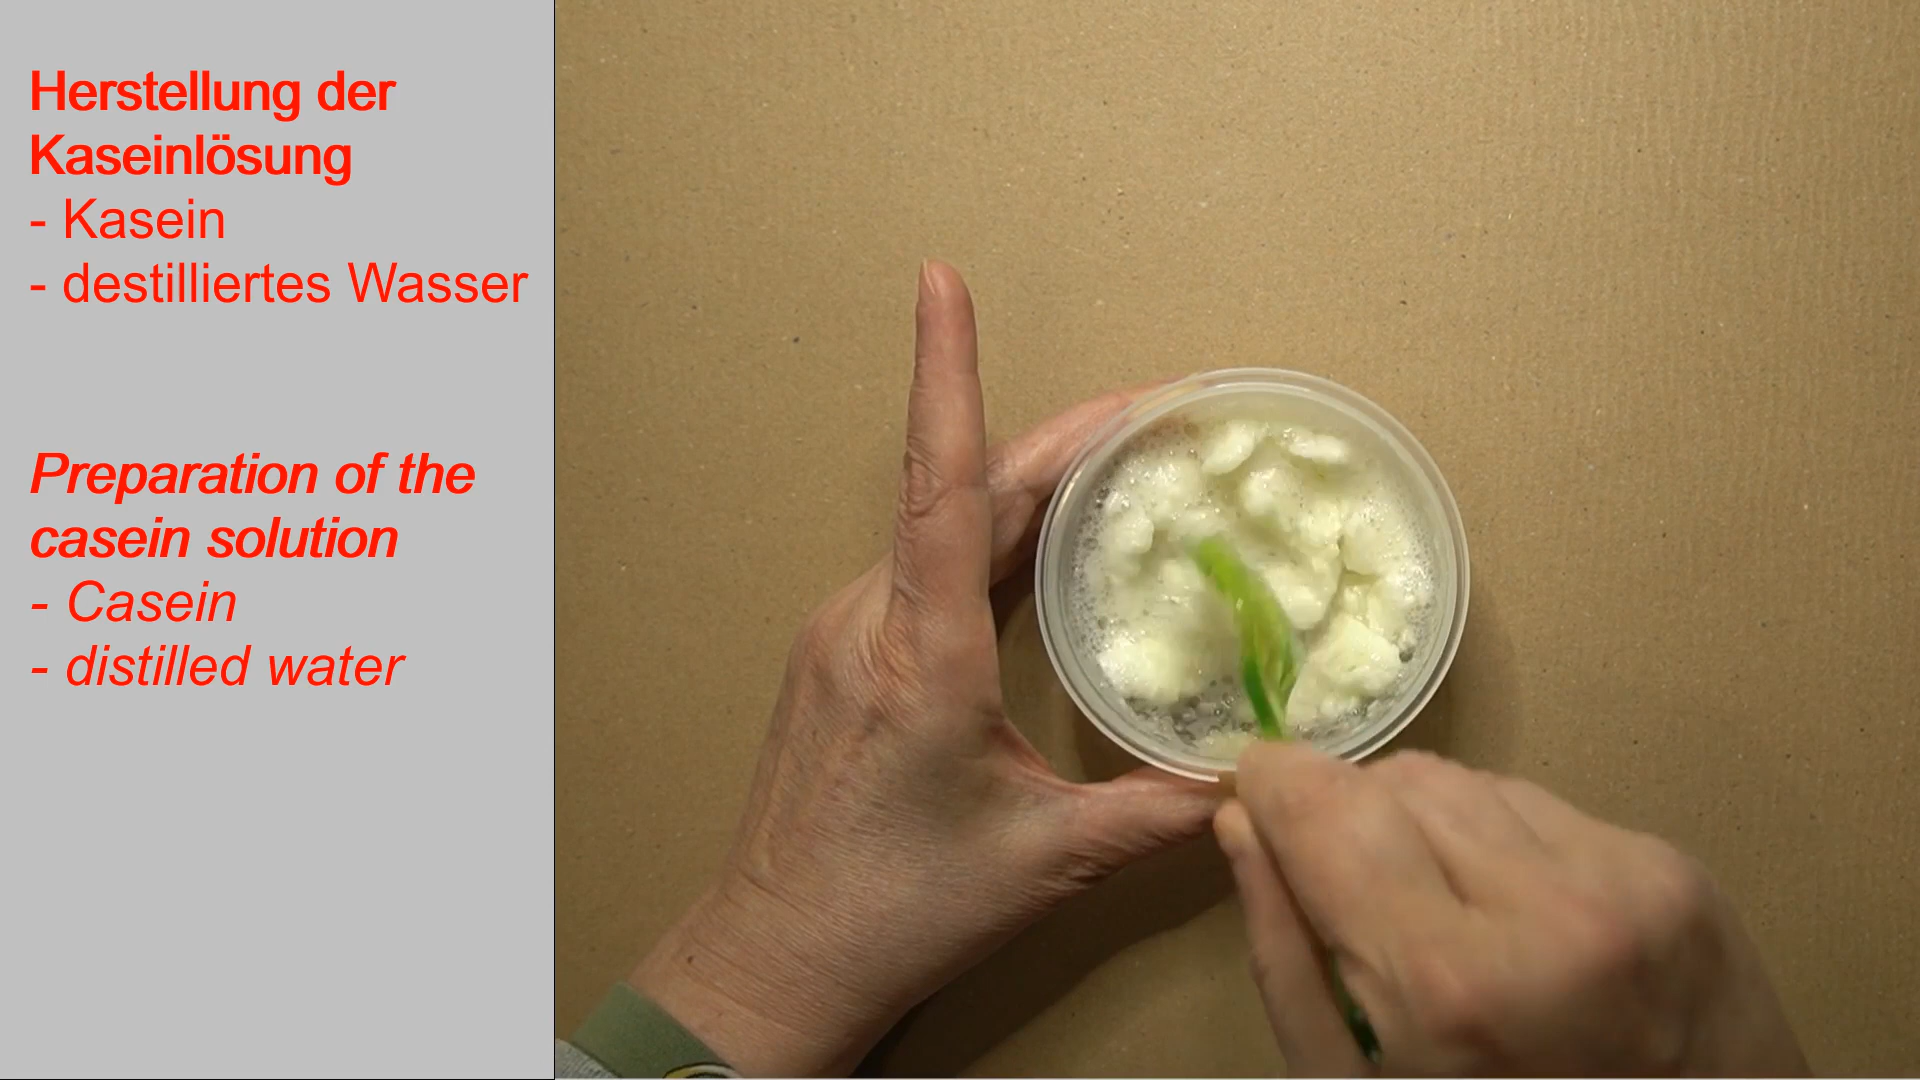 Herstellung der
Kaseinlösung
- Kasein
- destilliertes Wasser
Preparation of the
casein solution
- Casein
- distilled water